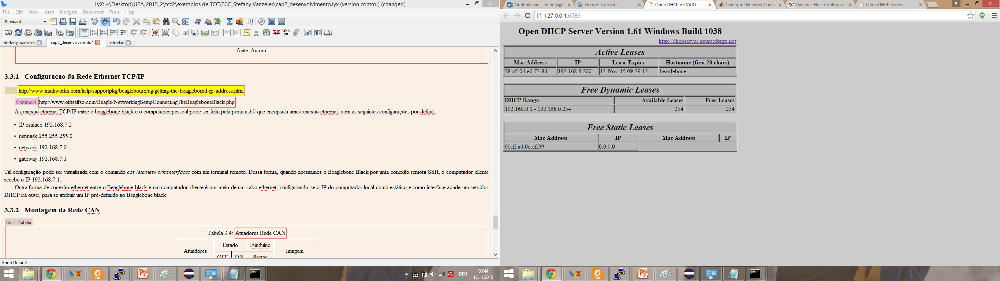 LyX: ~\Desktop\UEA_2015_2\tcc2\exemplos de TCC\TCC_Stefany Vanzeler\cap2_desenvolvimento.lyx (version control) (changed)
File Edit View Insert Navigate Document Tools Help
Standard
stefany_vanzeler
cap2_desenvolvimento*
introduc
fonte: Autora
3.3.1 Configuracao da Rede Ethernet TCP/IP
Note http://www.mathworks.com/help/supportpkg/beagleboard/ug/getting-the-beagleboard-ip-address.html
Comment http://www.ofitselfso.com/Beagle/NetworkingSetupConnectingTheBeagleboneBlack.php
A conexao ethernet TCP/IP entre o beaglebone black e o computador pessoal pode ser feita pela porta usb0 que encapsula uma conexão ethernet, com as seguintes configurações por default:
• IP estático 192.168.7.2
• netmask 255.255.255.0
• network 192.168.7.0
• gateway 192.168.7.1
Tal configuração pode ser visualizada com o comando cat /etc/network/interfaces com um terminal remoto. Dessa forma, quando acessamos o Beaglebone Black por uma conexão remota SSH, o computador cliente
recebe o IP 192.168.7.1.
Outra forma de conexão ethernet entre o Beaglebone black e um computador cliente é por meio de um cabo ethernet, configurando-se o IP do computador local como estático e como interface aonde um servidor
DHCP irá ouvir, para se atribuir um IP pré-definido ao Beaglebone black.
3.3.2 Montagem da Rede CAN
float: Tabela
Tabela 3.4: Atuadores Rede CAN
Atuadores Estado Funduino Imagem
OFF ON Portas
Font: Default
DEU
00:44
13.11.2015
Outlook.com - stenety@h
Google Translate
Open DHCP on VAIO
Configure Network Conne
Dynamic Host Configurat
Open DHCP Server
127.0.0.1:6789
Open DHCP Server Version 1.61 Windows Build 1038
http://dhcpserver.sourceforge.net
Active Leases
Mac Address IP Lease Expiry Hostname (first 20 chars)
78:a5:04:e6:73:8d 192.168.8.200 13-Nov-15 09:29:12 beaglebone
Free Dynamic Leases
DHCP Range Available Leases Free Leases
192.168.0.1 - 192.168.0.254 254 254
Free Static Leases
Mac Address IP Mac Address IP
00:ff:a4:0e:ef:99 0.0.0.0